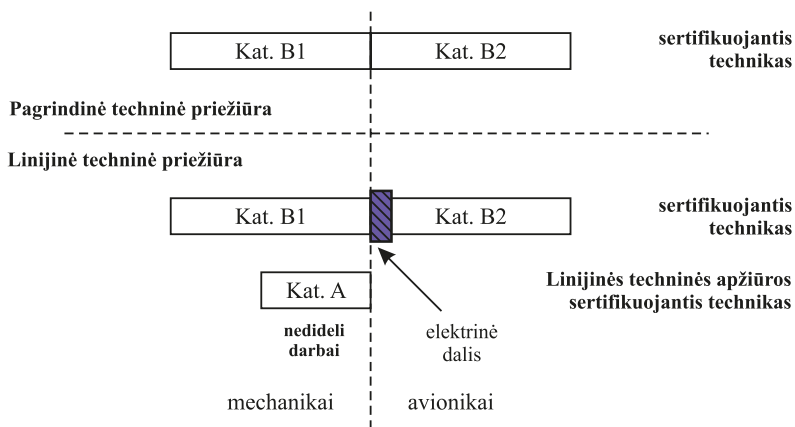 Kat. B1
Kat. B2
sertifikuojantis
technikas
Pagrindinė techninė priežiūra
Linijinė techninė priežiūra
Kat. B1
Kat. B2
sertifikuojantis
technikas
Kat. A
Linijinės techninės apžiūros
sertifikuojantis technikas
nedideli
darbai
elektrinė
dalis
mechanikai
avionikai